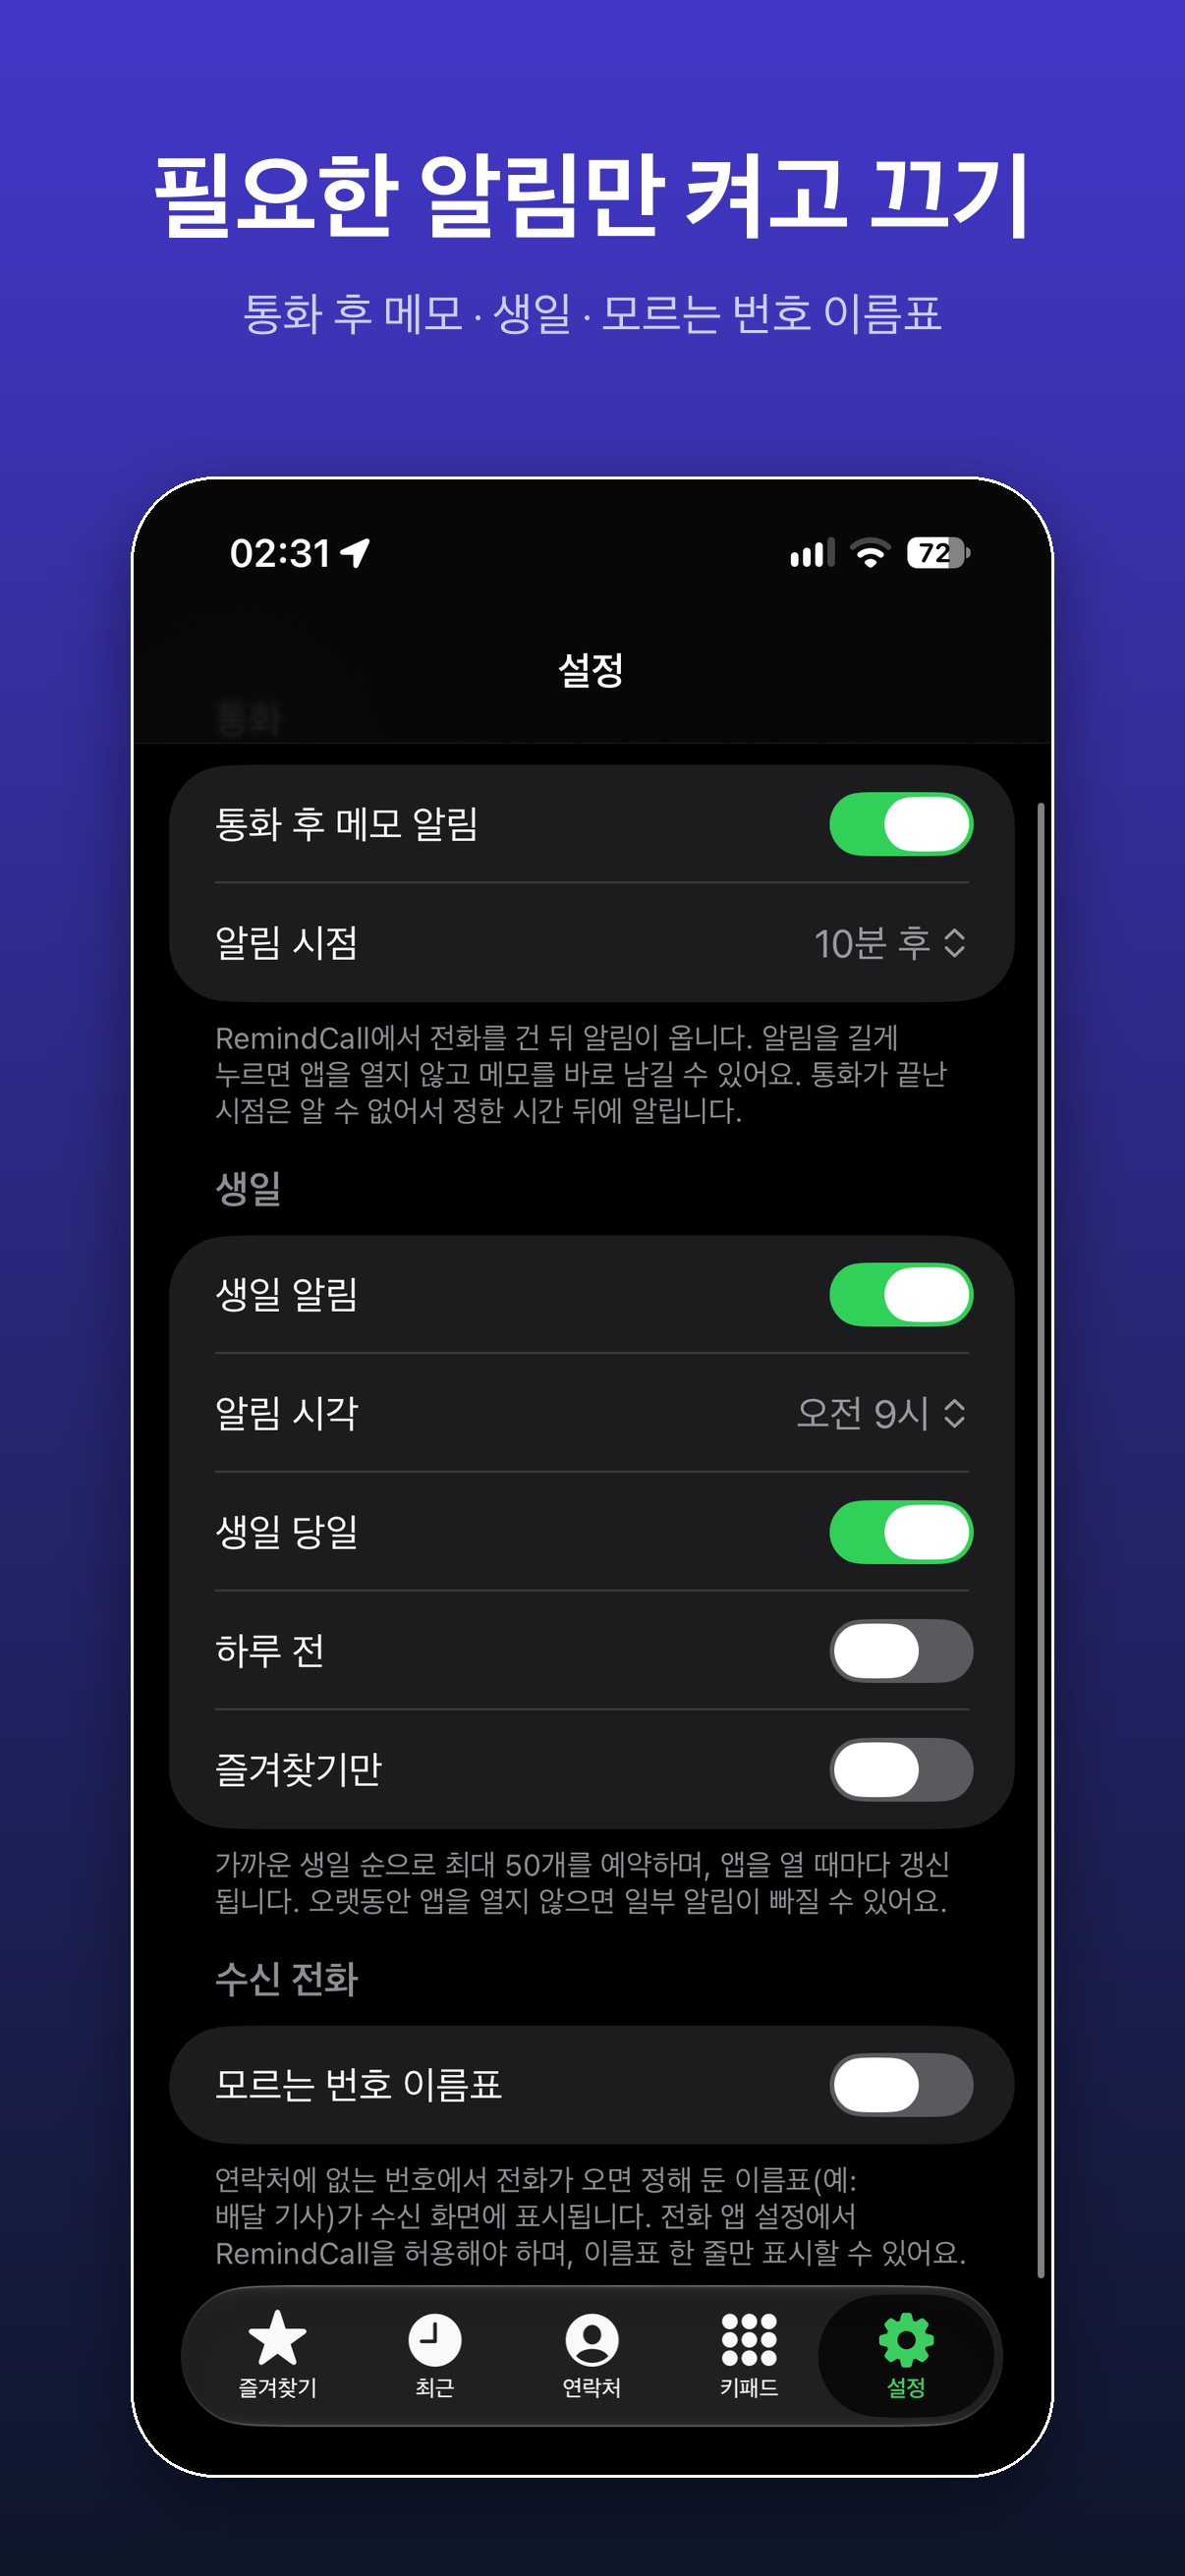 필요한 알림만 켜고 끄기
통화 후 메모 · 생일 · 모르는 번호 이름표
02:31
72
설정
통화
통화 후 메모 알림
알림 시점 10분 후
RemindCall에서 전화를 건 뒤 알림이 옵니다. 알림을 길게
누르면 앱을 열지 않고 메모를 바로 남길 수 있어요. 통화가 끝난
시점은 알 수 없어서 정한 시간 뒤에 알립니다.
생일
생일 알림
알림 시각 오전 9시
생일 당일
하루 전
즐겨찾기만
가까운 생일 순으로 최대 50개를 예약하며, 앱을 열 때마다 갱신
됩니다. 오랫동안 앱을 열지 않으면 일부 알림이 빠질 수 있어요.
수신 전화
모르는 번호 이름표
연락처에 없는 번호에서 전화가 오면 정해 둔 이름표(예:
배달 기사)가 수신 화면에 표시됩니다. 전화 앱 설정에서
RemindCall을 허용해야 하며, 이름표 한 줄만 표시할 수 있어요.
즐겨찾기 최근 연락처 키패드 설정